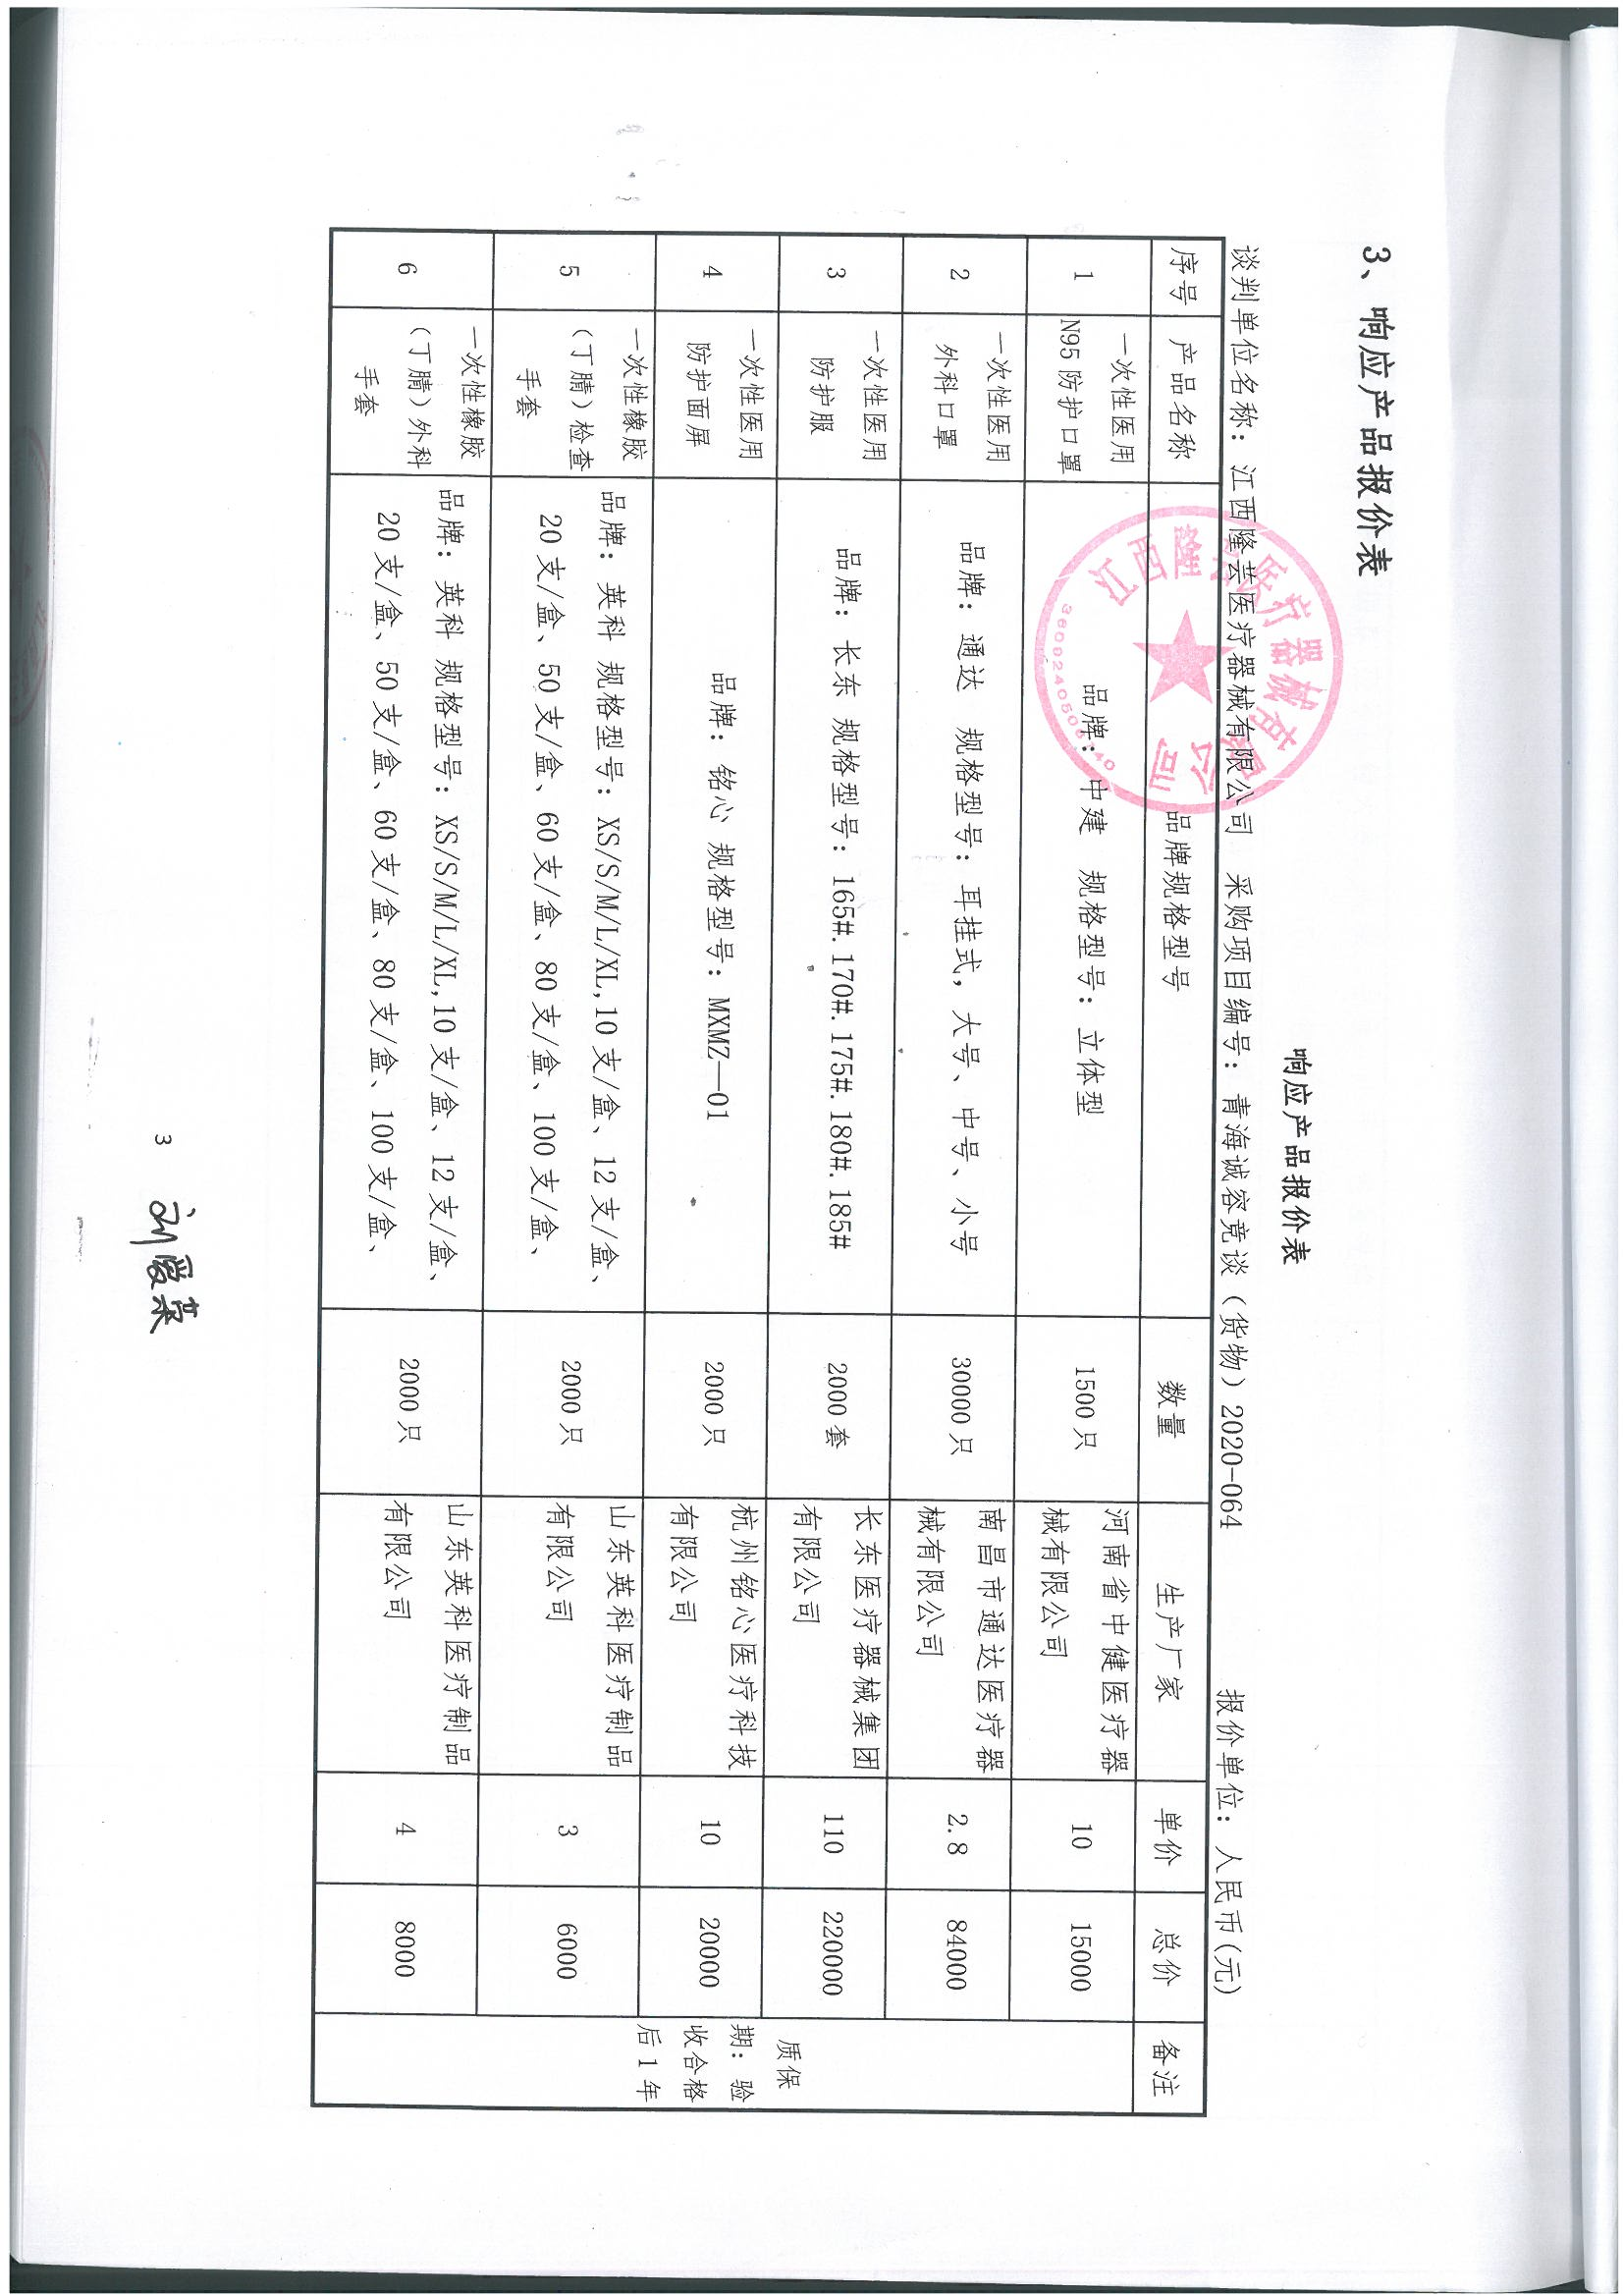 3、响应产品报价表
响应产品报价表
谈判单位名称：江西隆芸医疗器械有限公司 采购项目编号：青海诚容竞谈（货物）2020-064 报价单位：人民币(元)
序号 产品名称 品牌规格型号 数量 生产厂家 单价 总价 备注
1 一次性医用 品牌：中建 规格型号：立体型 1500只 河南省中健医疗器 10 15000
N95防护口罩 械有限公司
2 一次性医用 品牌：通达 规格型号：耳挂式，大号、中号、小号 30000只 南昌市通达医疗器 2.8 84000
外科口罩 械有限公司
3 一次性医用 品牌：长东 规格型号：165#.170#.175#.180#.185# 2000套 长东医疗器械集团 110 220000
防护服 有限公司
4 一次性医用 品牌：铭心 规格型号：MXMZ—01 2000只 杭州铭心医疗科技 10 20000
防护面屏 有限公司
5 一次性橡胶 品牌：英科 规格型号：XS/S/M/L/XL,10支/盒、12支/盒、 2000只 山东英科医疗制品 3 6000
（丁腈）检查 20支/盒、50支/盒、60支/盒、80支/盒、100支/盒、 有限公司
手套
6 一次性橡胶 品牌：英科 规格型号：XS/S/M/L/XL,10支/盒、12支/盒、 2000只 山东英科医疗制品 4 8000
（丁腈）外科 20支/盒、50支/盒、60支/盒、80支/盒、100支/盒、 有限公司
手套
质保
期：验
收合格
后1年
江西隆芸医疗器械有限公司
3